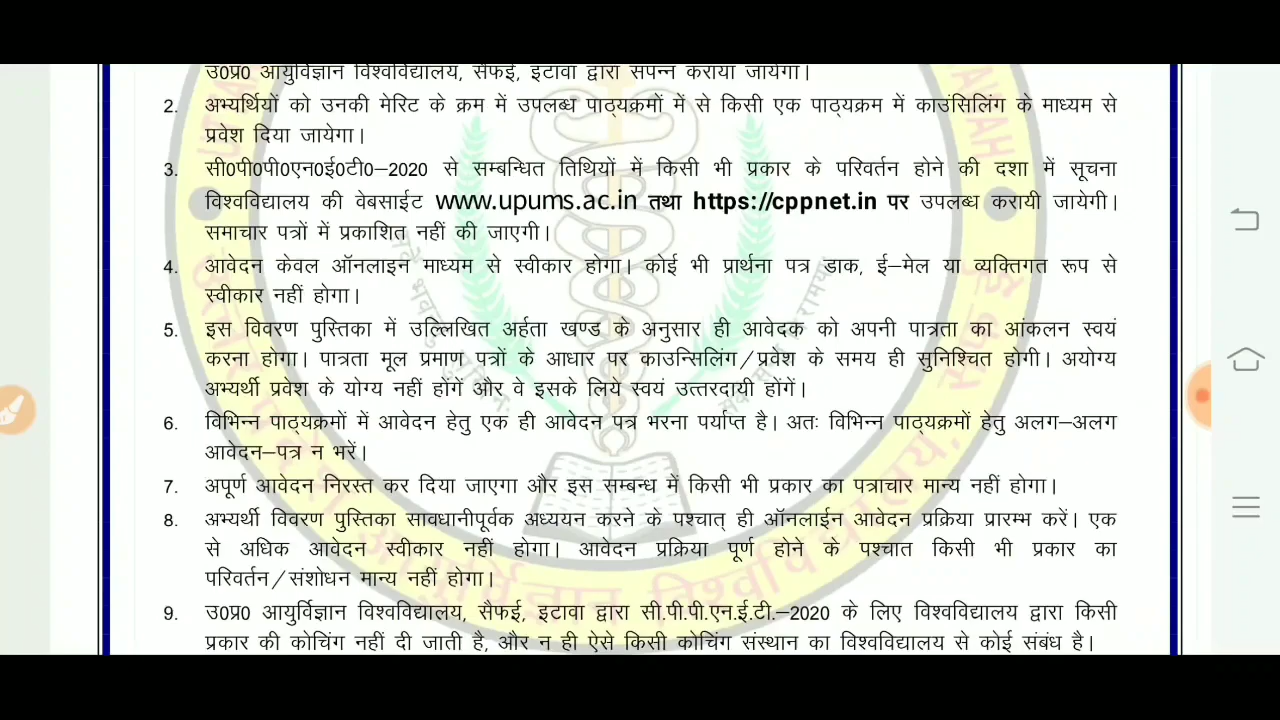 उ0प्र0 आयुर्विज्ञान विश्वविद्यालय, सैफई, इटावा द्वारा संपन्न कराया जायेगा।
2. अभ्यर्थियों को उनकी मेरिट के क्रम में उपलब्ध पाठ्यक्रमों में से किसी एक पाठ्यक्रम में काउंसिलिंग के माध्यम से
प्रवेश दिया जायेगा।
3. सी0पी0पी0एन0ई0टी0–2020 से सम्बन्धित तिथियों में किसी भी प्रकार के परिवर्तन होने की दशा में सूचना
विश्वविद्यालय की वेबसाईट www.upums.ac.in तथा https://cppnet.in पर उपलब्ध करायी जायेगी।
समाचार पत्रों में प्रकाशित नहीं की जाएगी।
4. आवेदन केवल ऑनलाइन माध्यम से स्वीकार होगा। कोई भी प्रार्थना पत्र डाक, ई–मेल या व्यक्तिगत रूप से
स्वीकार नहीं होगा।
5. इस विवरण पुस्तिका में उल्लिखित अर्हता खण्ड के अनुसार ही आवेदक को अपनी पात्रता का आंकलन स्वयं
करना होगा। पात्रता मूल प्रमाण पत्रों के आधार पर काउन्सिलिंग/प्रवेश के समय ही सुनिश्चित होगी। अयोग्य
अभ्यर्थी प्रवेश के योग्य नहीं होंगें और वे इसके लिये स्वयं उत्तरदायी होंगें।
6. विभिन्न पाठ्यक्रमों में आवेदन हेतु एक ही आवेदन पत्र भरना पर्याप्त है। अतः विभिन्न पाठ्यक्रमों हेतु अलग–अलग
आवेदन–पत्र न भरें।
7. अपूर्ण आवेदन निरस्त कर दिया जाएगा और इस सम्बन्ध में किसी भी प्रकार का पत्राचार मान्य नहीं होगा।
8. अभ्यर्थी विवरण पुस्तिका सावधानीपूर्वक अध्ययन करने के पश्चात् ही ऑनलाईन आवेदन प्रक्रिया प्रारम्भ करें। एक
से अधिक आवेदन स्वीकार नहीं होगा। आवेदन प्रक्रिया पूर्ण होने के पश्चात किसी भी प्रकार का
परिवर्तन/संशोधन मान्य नहीं होगा।
9. उ0प्र0 आयुर्विज्ञान विश्वविद्यालय, सैफई, इटावा द्वारा सी.पी.पी.एन.ई.टी.–2020 के लिए विश्वविद्यालय द्वारा किसी
प्रकार की कोचिंग नहीं दी जाती है, और न ही ऐसे किसी कोचिंग संस्थान का विश्वविद्यालय से कोई संबंध है।